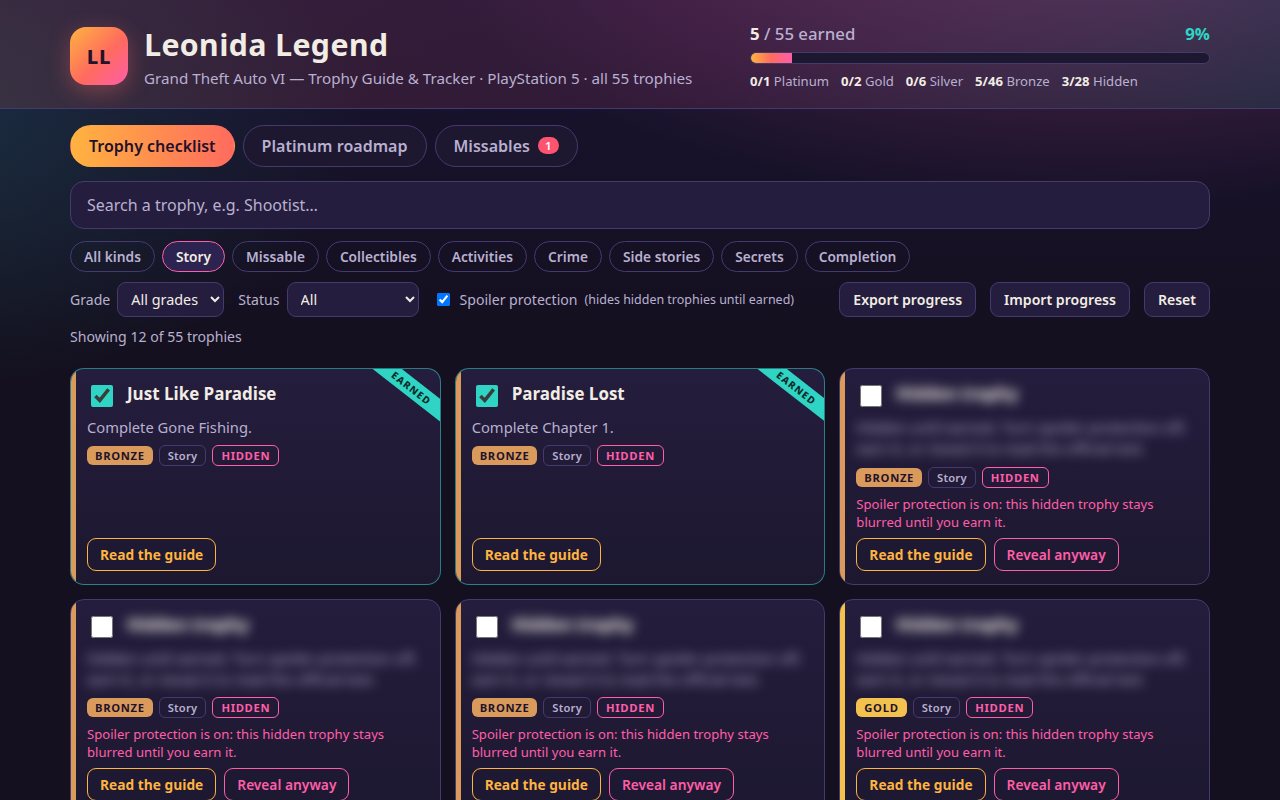 LL
Leonida Legend
Grand Theft Auto VI — Trophy Guide & Tracker · PlayStation 5 · all 55 trophies
5 / 55 earned 9%
0/1 Platinum 0/2 Gold 0/6 Silver 5/46 Bronze 3/28 Hidden
Trophy checklist Platinum roadmap Missables 1
Search a trophy, e.g. Shootist...
All kinds Story Missable Collectibles Activities Crime Side stories Secrets Completion
Grade All grades Status All Spoiler protection (hides hidden trophies until earned) Export progress Import progress Reset
Showing 12 of 55 trophies
Just Like Paradise
EARNED
Complete Gone Fishing.
BRONZE Story HIDDEN
Read the guide
Paradise Lost
EARNED
Complete Chapter 1.
BRONZE Story HIDDEN
Read the guide
Hidden trophy
BRONZE Story HIDDEN
Spoiler protection is on: this hidden trophy stays
blurred until you earn it.
Read the guide Reveal anyway
Hidden trophy
BRONZE Story HIDDEN
Spoiler protection is on: this hidden trophy stays
blurred until you earn it.
Read the guide Reveal anyway
Hidden trophy
BRONZE Story HIDDEN
Spoiler protection is on: this hidden trophy stays
blurred until you earn it.
Read the guide Reveal anyway
Hidden trophy
GOLD Story HIDDEN
Spoiler protection is on: this hidden trophy stays
blurred until you earn it.
Read the guide Reveal anyway